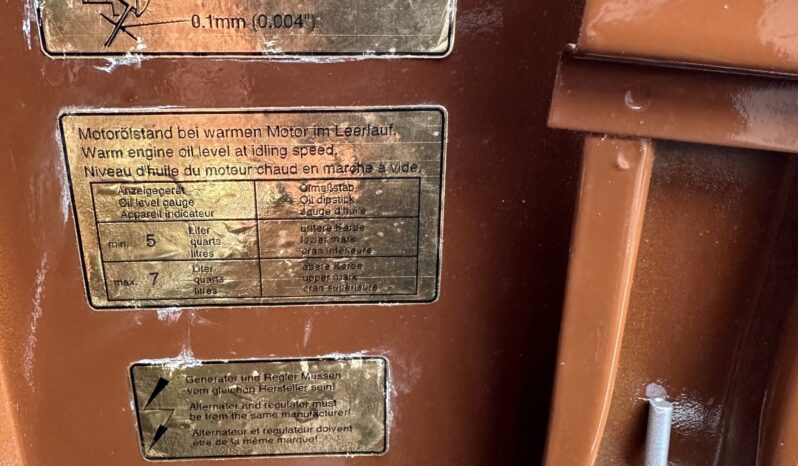 0.1mm (0.004")
Motorölstand bei warmen Motor im Leerlauf.
Warm engine oil level at idling speed.
Niveau d'huile du moteur chaud en marche à vide
Anzeigegerät
Oil level gauge
Appareil indicateur
Ölmeßstab
Oil dipstick
Jauge d'huile
min. 5 Liter quarts litres
untere Kerbe
lower mark
cran inférieure
max. 7 Liter quarts litres
obere Kerbe
upper mark
cran supérieure
Generator und Regler Müssen
vom gleichen Hersteller sein!
Alternator and regulator must
be from the same manufacturer!
Alternateur et regulateur doivent
être de la même marque!